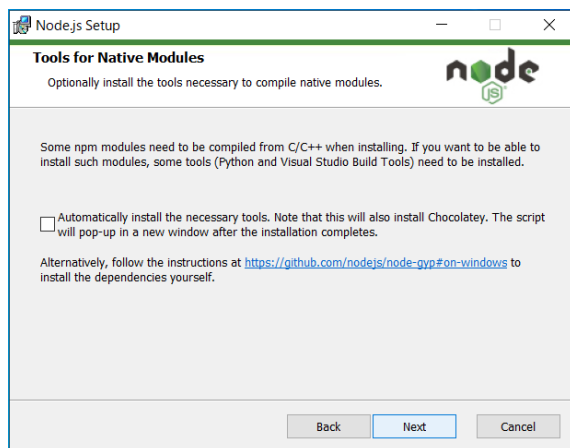 Node.js Setup
Tools for Native Modules
Optionally install the tools necessary to compile native modules.
node
JS
Some npm modules need to be compiled from C/C++ when installing. If you want to be able to
install such modules, some tools (Python and Visual Studio Build Tools) need to be installed.
Automatically install the necessary tools. Note that this will also install Chocolatey. The script
will pop-up in a new window after the installation completes.
Alternatively, follow the instructions at https://github.com/nodejs/node-gyp#on-windows to
install the dependencies yourself.
Back Next Cancel